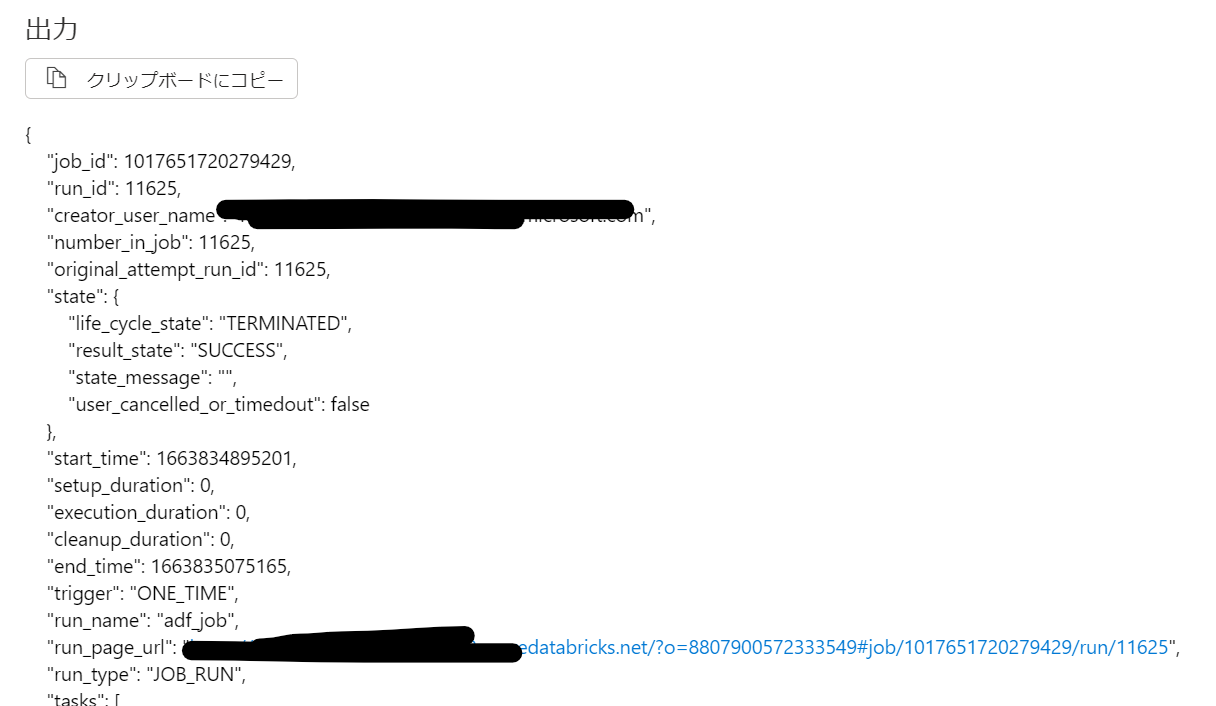 出力
クリップボードにコピー
{
"job_id": 1017651720279429,
"run_id": 11625,
"creator_user_name microsoft.com",
"number_in_job": 11625,
"original_attempt_run_id": 11625,
"state": {
"life_cycle_state": "TERMINATED",
"result_state": "SUCCESS",
"state_message": "",
"user_cancelled_or_timedout": false
},
"start_time": 1663834895201,
"setup_duration": 0,
"execution_duration": 0,
"cleanup_duration": 0,
"end_time": 1663835075165,
"trigger": "ONE_TIME",
"run_name": "adf_job",
"run_page_url": edatabricks.net/?o=8807900572333549#job/1017651720279429/run/11625",
"run_type": "JOB_RUN",
"tasks": [